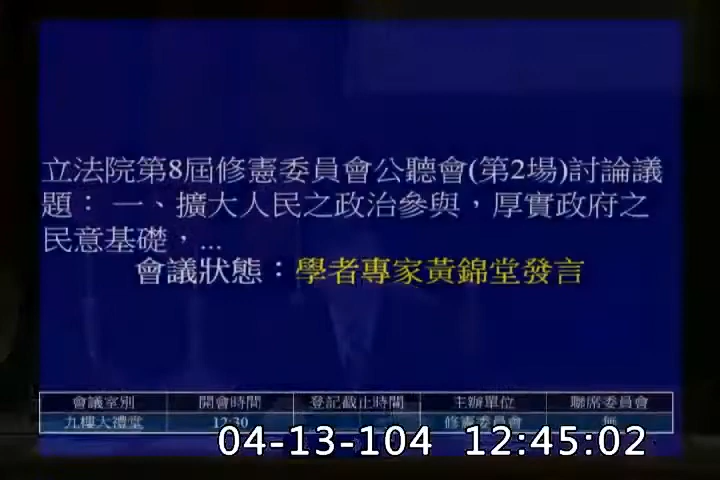 立法院第8屆修憲委員會公聽會(第2場)討論議
題：一、擴大人民之政治參與，厚實政府之
民意基礎，...
會議狀態：學者專家黃錦堂發言
會議室別 開會時間 登記截止時間 主辦單位 聯席委員會
九樓大禮堂 12:30 修憲委員會 無
04-13-104 12:45:02